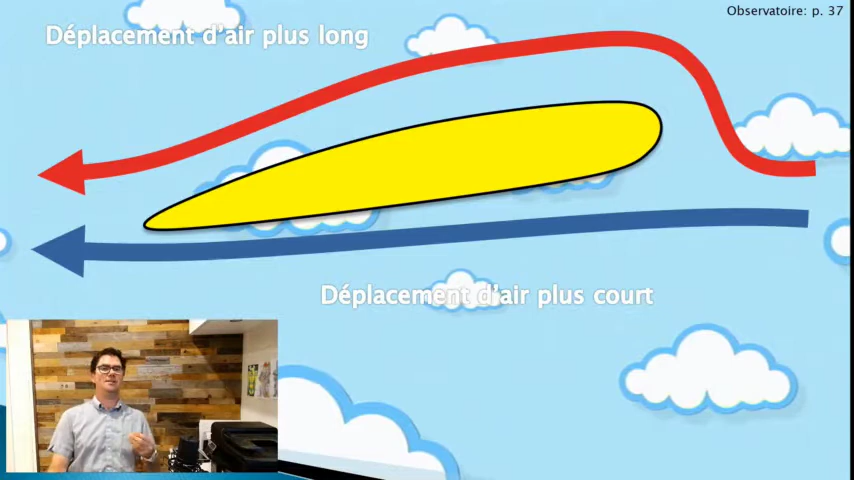 Observatoire: p. 37
Déplacement d'air plus long
Déplacement d'air plus court